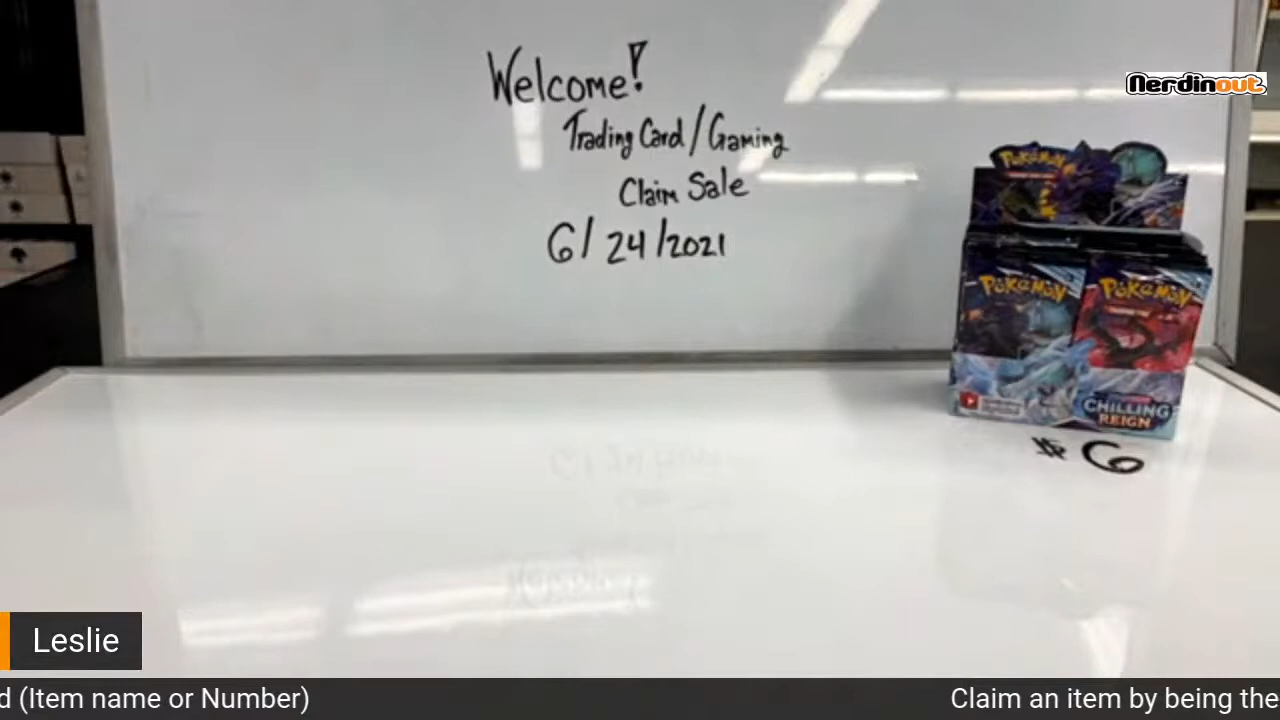 Welcome!
Nerdinout
Trading Card/Gaming
Claim Sale
6/24/2021
POKéMON
POKéMON
POKéMON
CHILLING
REIGN
# 6
Leslie
d (Item name or Number)
Claim an item by being the